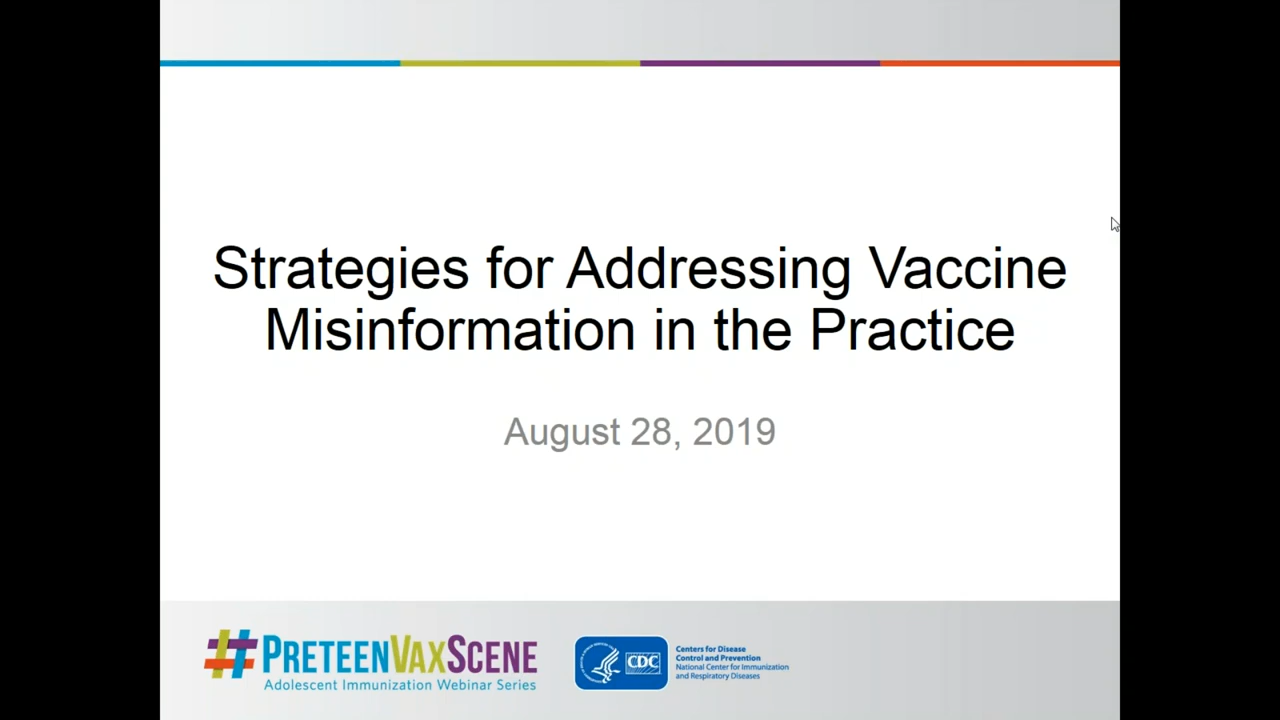 Strategies for Addressing Vaccine
Misinformation in the Practice
August 28, 2019
#PRETEENVAXSCENE
Adolescent Immunization Webinar Series
CDC
Centers for Disease
Control and Prevention
National Center for Immunization
and Respiratory Diseases